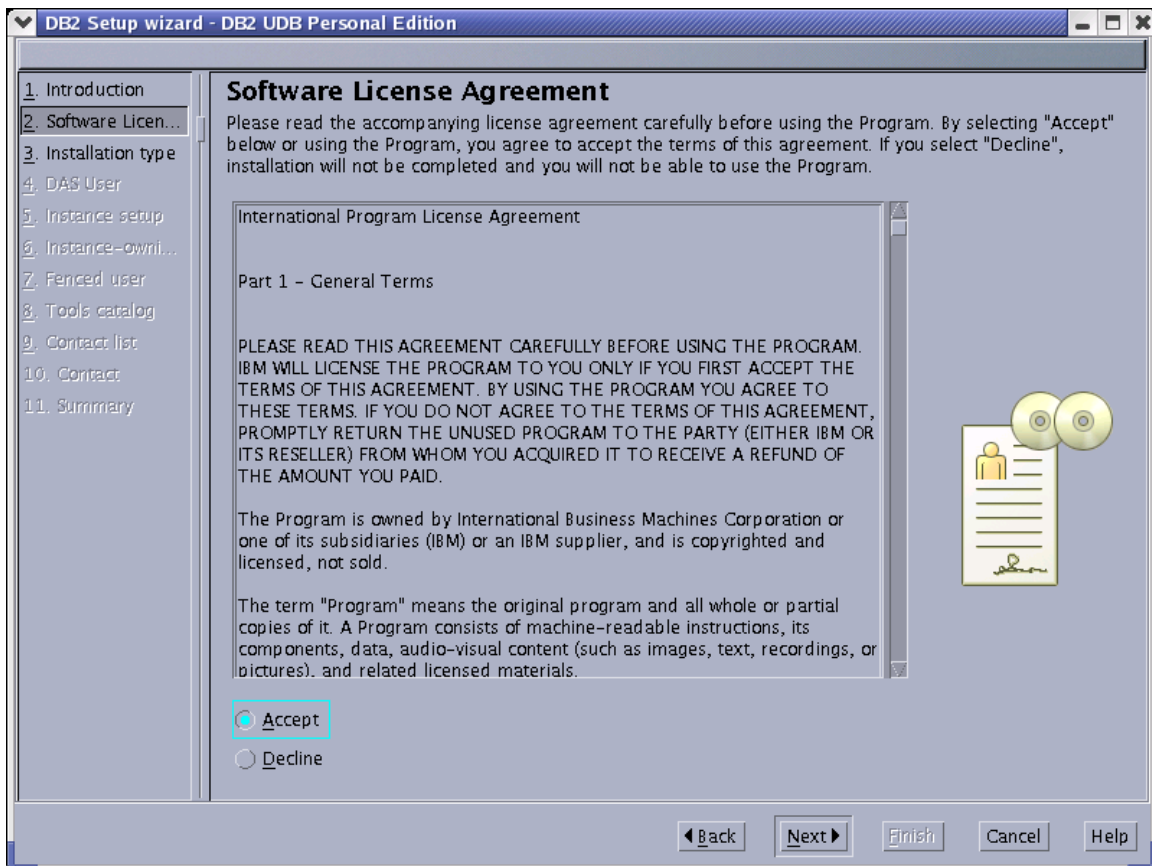 DB2 Setup wizard - DB2 UDB Personal Edition
1. Introduction
2. Software Licen...
3. Installation type
4. DAS User
5. Instance setup
6. Instance-owni...
7. Fenced user
8. Tools catalog
9. Contact list
10. Contact
11. Summary
Software License Agreement
Please read the accompanying license agreement carefully before using the Program. By selecting "Accept"
below or using the Program, you agree to accept the terms of this agreement. If you select "Decline",
installation will not be completed and you will not be able to use the Program.
International Program License Agreement
Part 1 - General Terms
PLEASE READ THIS AGREEMENT CAREFULLY BEFORE USING THE PROGRAM.
IBM WILL LICENSE THE PROGRAM TO YOU ONLY IF YOU FIRST ACCEPT THE
TERMS OF THIS AGREEMENT. BY USING THE PROGRAM YOU AGREE TO
THESE TERMS. IF YOU DO NOT AGREE TO THE TERMS OF THIS AGREEMENT,
PROMPTLY RETURN THE UNUSED PROGRAM TO THE PARTY (EITHER IBM OR
ITS RESELLER) FROM WHOM YOU ACQUIRED IT TO RECEIVE A REFUND OF
THE AMOUNT YOU PAID.
The Program is owned by International Business Machines Corporation or
one of its subsidiaries (IBM) or an IBM supplier, and is copyrighted and
licensed, not sold.
The term "Program" means the original program and all whole or partial
copies of it. A Program consists of machine-readable instructions, its
components, data, audio-visual content (such as images, text, recordings, or
pictures), and related licensed materials.
Accept
Decline
Back
Next
Finish
Cancel
Help